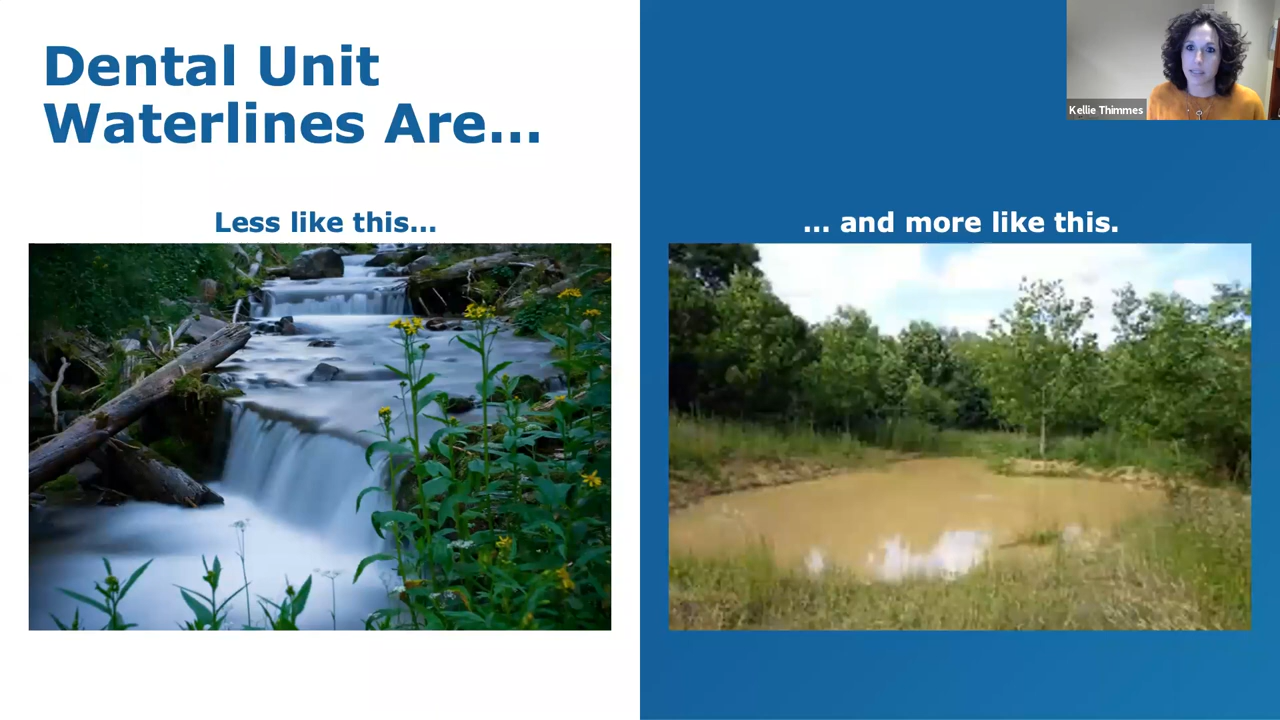 Dental Unit
Waterlines Are...
Kellie Thimmes
Less like this...
... and more like this.